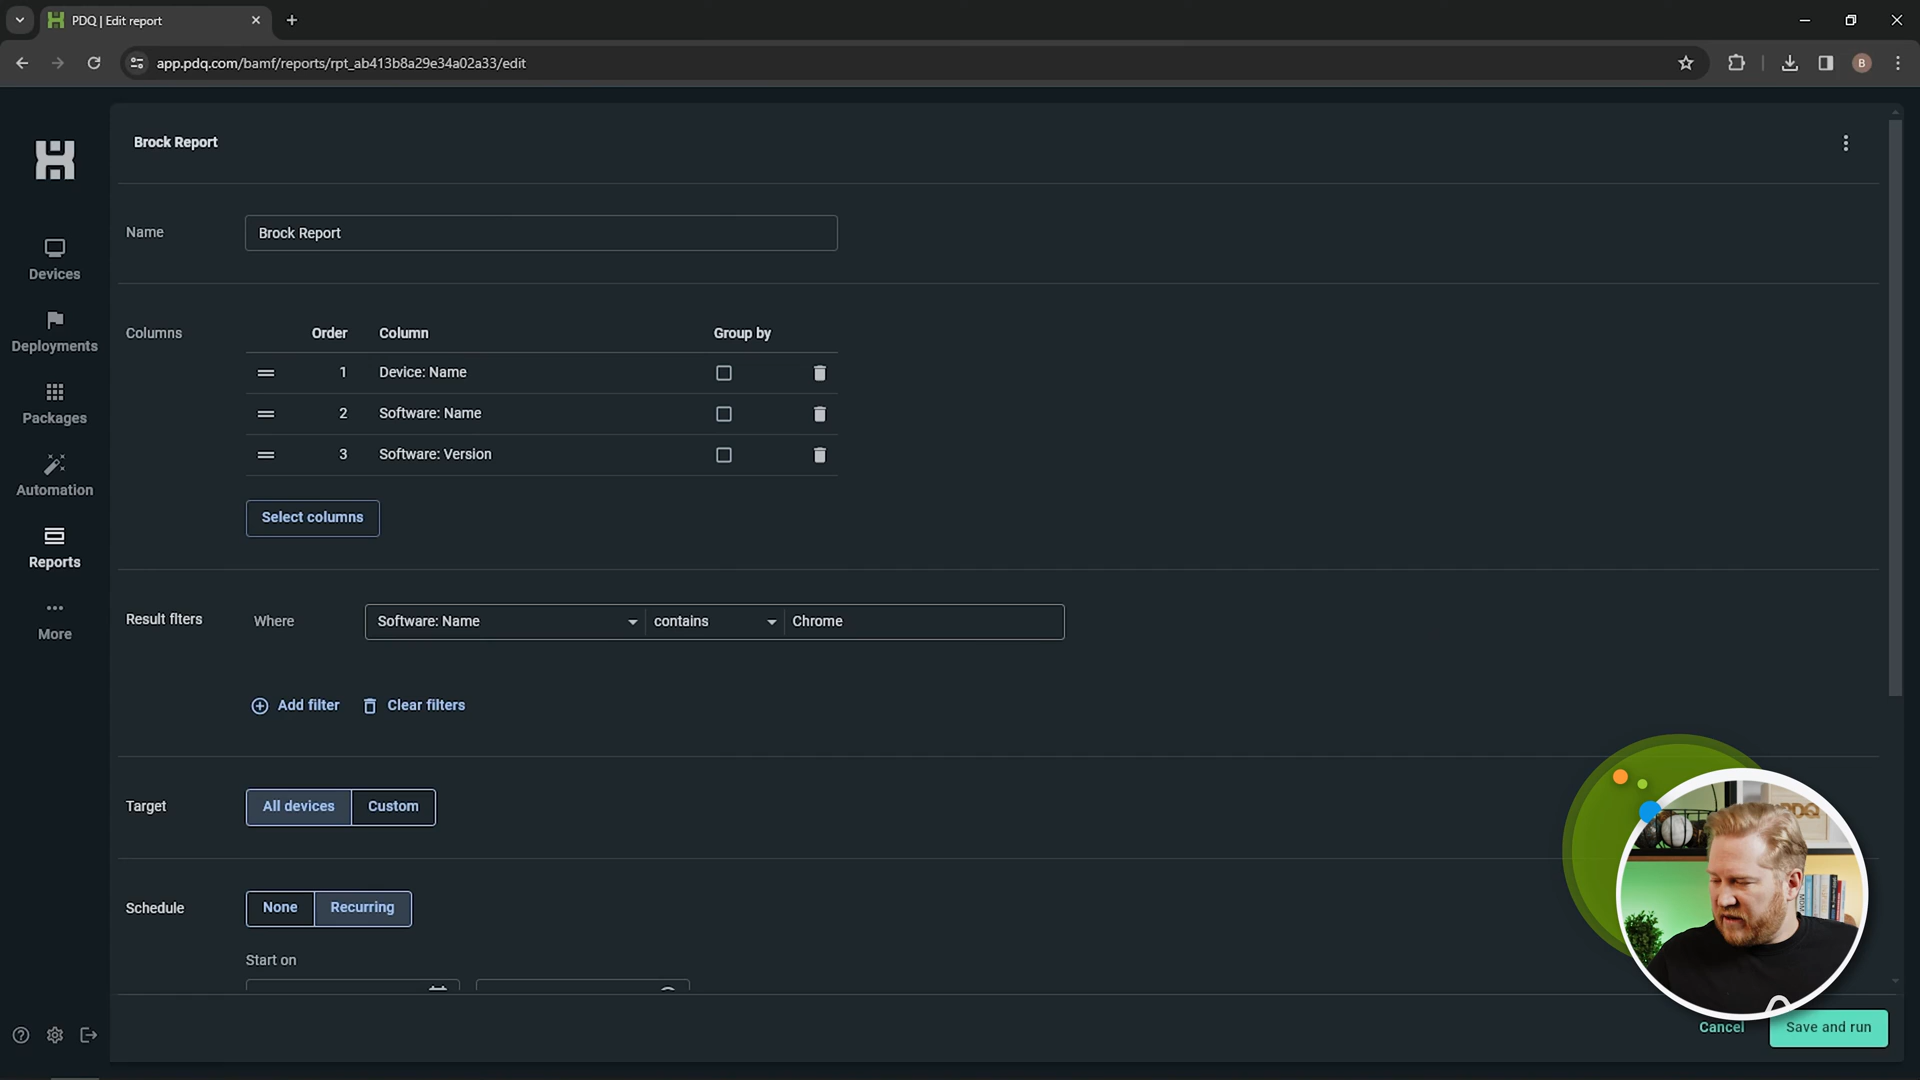 PDQ | Edit report
app.pdq.com/bamf/reports/rpt_ab413b8a29e34a02a33/edit
B
Brock Report
Name
Brock Report
Columns
Order Column Group by
1 Device: Name
2 Software: Name
3 Software: Version
Select columns
Result flters
Where
Software: Name
contains
Chrome
Add filter
Clear filters
Target
All devices
Custom
Schedule
None
Recurring
Start on
Devices
Deployments
Packages
Automation
Reports
More
PDQ
Cancel
Save and run